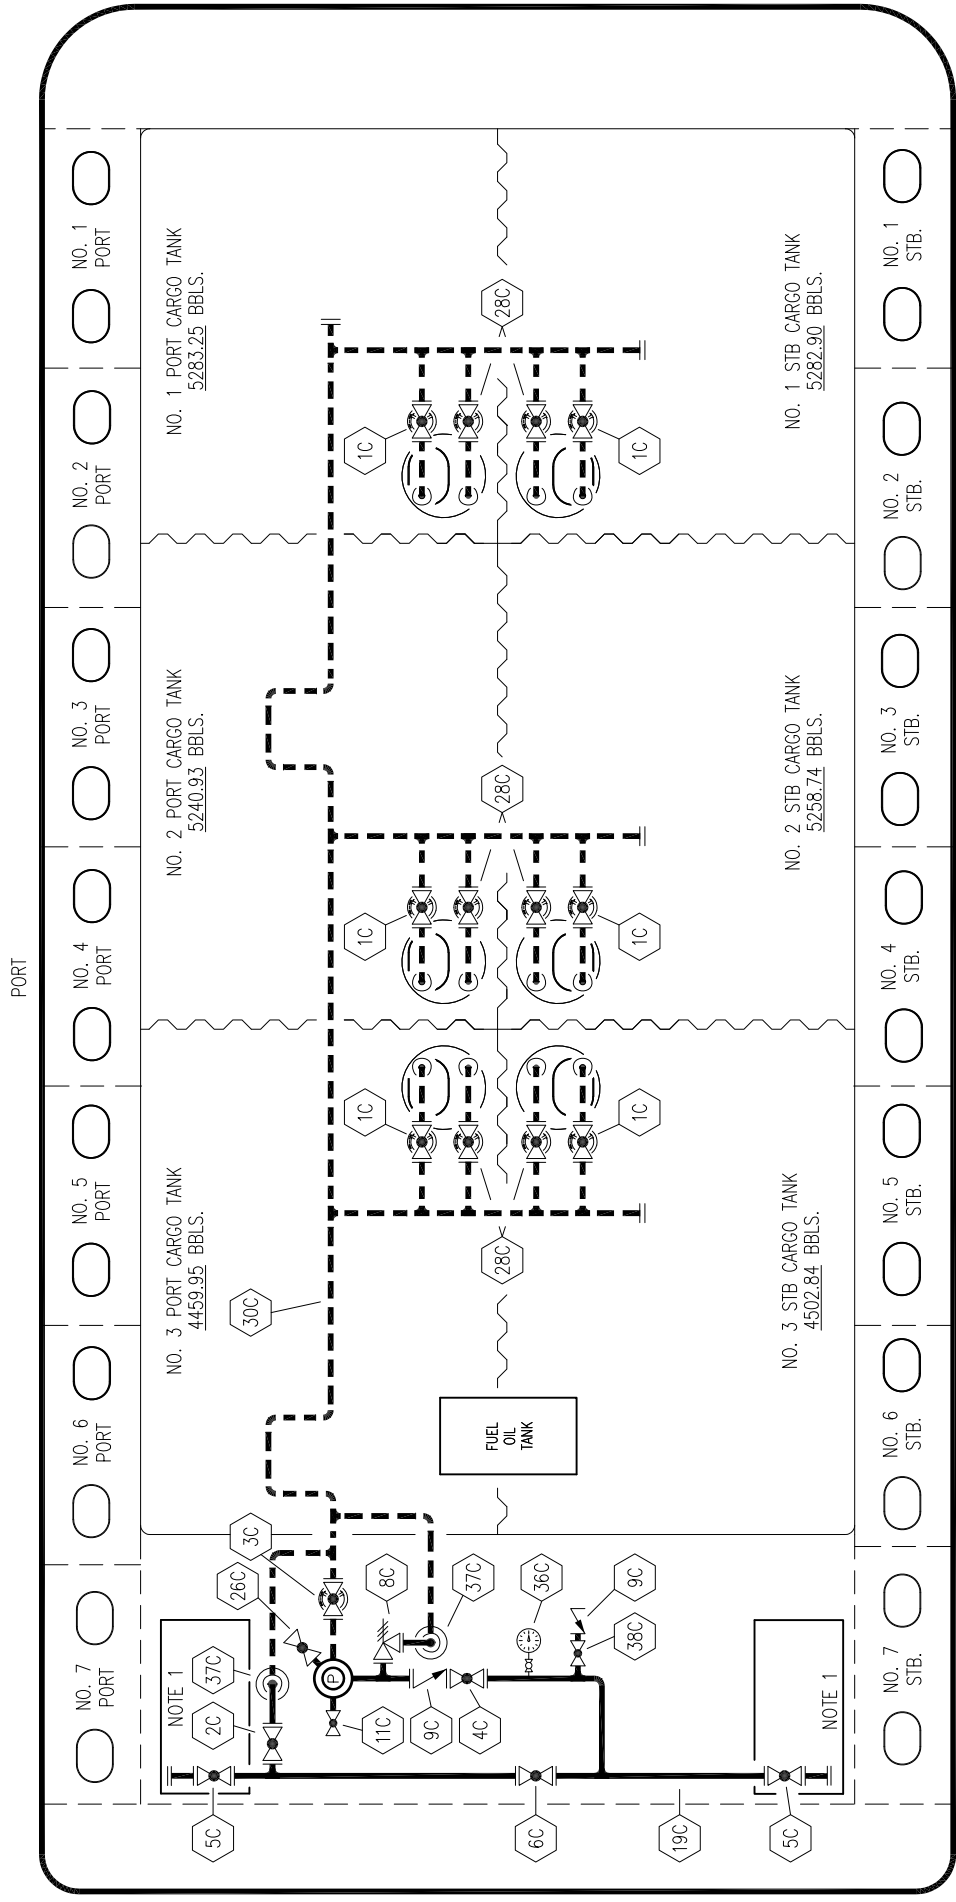 PORT
NO. 1
PORT
NO. 2
PORT
NO. 3
PORT
NO. 4
PORT
NO. 5
PORT
NO. 6
PORT
NO. 7
PORT
NO. 1 PORT CARGO TANK
5283.25 BBLS.
NO. 2 PORT CARGO TANK
5240.93 BBLS.
NO. 3 PORT CARGO TANK
4459.95 BBLS.
NO. 1 STB CARGO TANK
5282.90 BBLS.
NO. 2 STB CARGO TANK
5258.74 BBLS.
NO. 3 STB CARGO TANK
4502.84 BBLS.
NO. 1
STB.
NO. 2
STB.
NO. 3
STB.
NO. 4
STB.
NO. 5
STB.
NO. 6
STB.
NO. 7
STB.
28C
1C
1C
28C
1C
1C
1C
1C
28C
30C
FUEL
OIL
TANK
3C
26C
8C
37C
36C
9C
38C
NOTE 1
37C
2C
11C
9C
4C
P
NOTE 1
5C
6C
19C
5C